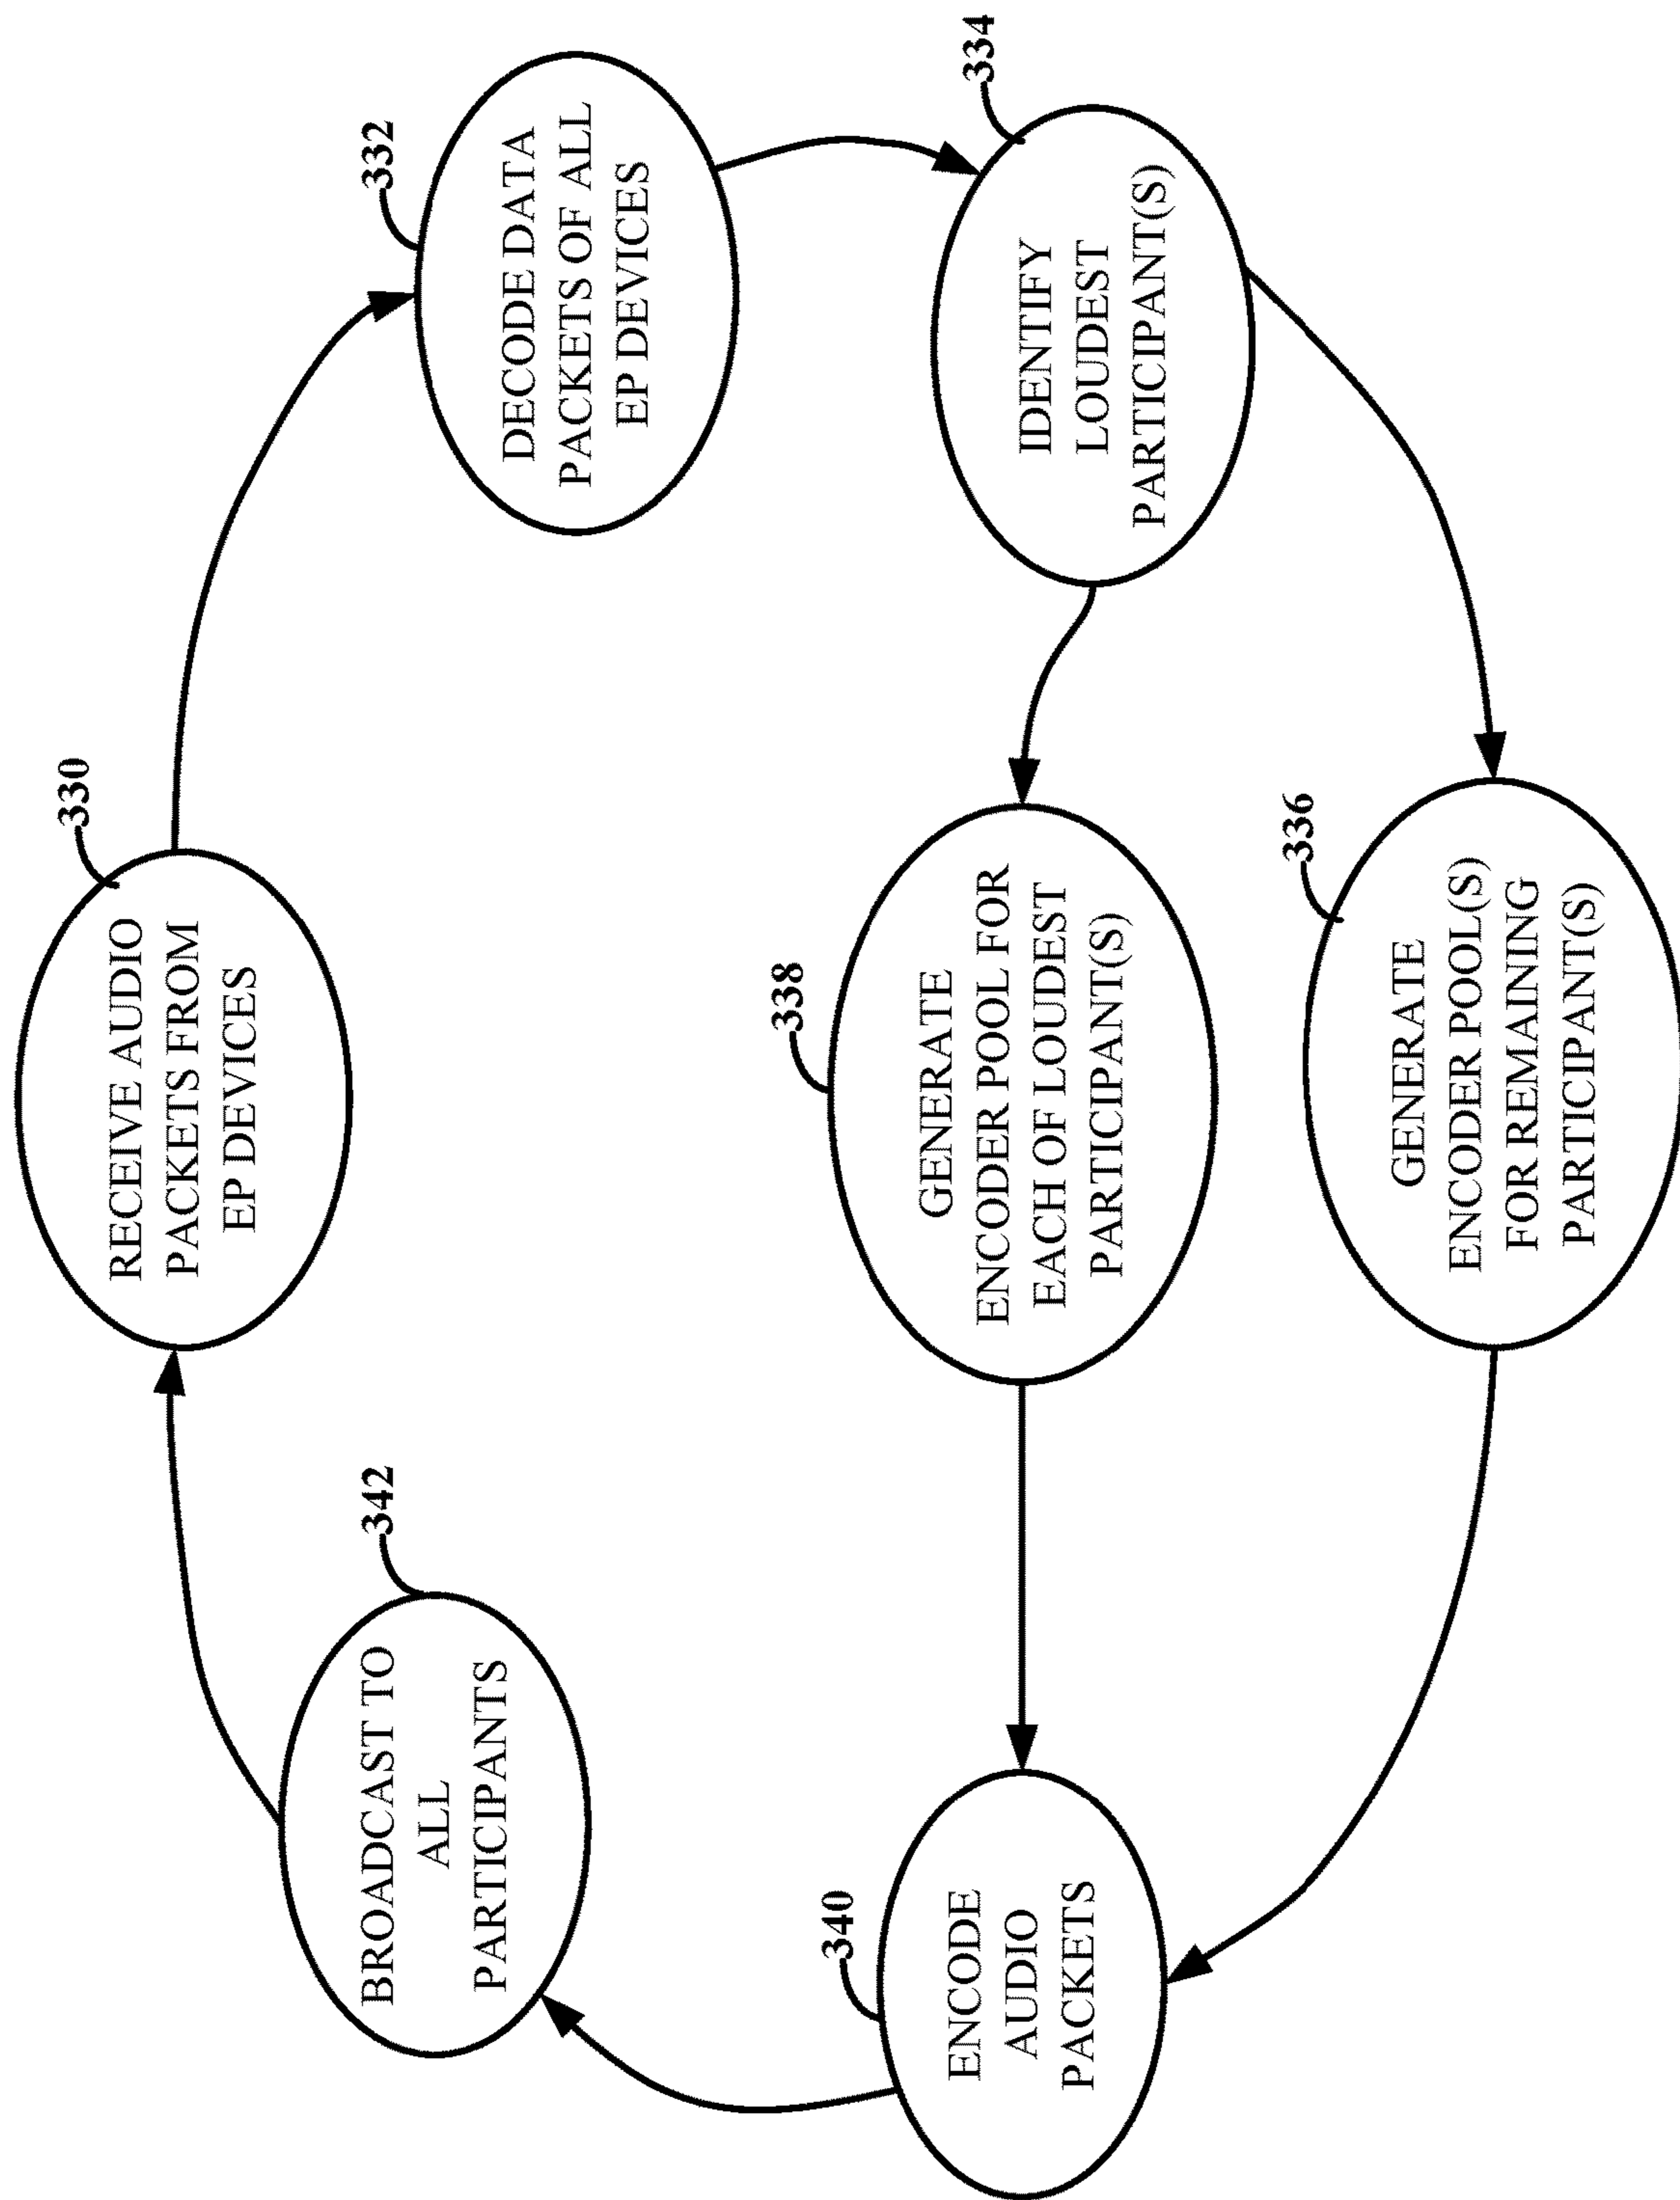 330
RECEIVE AUDIO
PACKETS FROM
EP DEVICES
332
DECODE DATA
PACKETS OF ALL
EP DEVICES
334
IDENTIFY
LOUDEST
PARTICIPANT(S)
336
GENERATE
ENCODER POOL(S)
FOR REMAINING
PARTICIPANT(S)
338
GENERATE
ENCODER POOL FOR
EACH OF LOUDEST
PARTICIPANT(S)
340
ENCODE
AUDIO
PACKETS
342
BROADCAST TO
ALL
PARTICIPANTS